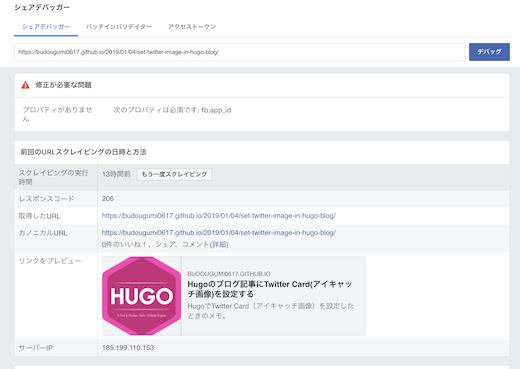 シェアデバッガー
シェアデバッガー バッチインバリデイター アクセストークン
https://budougumi0617.github.io/2019/01/04/set-twitter-image-in-hugo-blog/ デバッグ
修正が必要な問題
プロパティがありませ
ん
次のプロパティは必須です: fb:app_id
前回のURLスクレイピングの日時と方法
スクレイピングの実行
時間
13時間前 もう一度スクレイピング
レスポンスコード 206
取得したURL https://budougumi0617.github.io/2019/01/04/set-twitter-image-in-hugo-blog/
カノニカルURL https://budougumi0617.github.io/2019/01/04/set-twitter-image-in-hugo-blog/
0件のいいね！、シェア、コメント(詳細)
リンクをプレビュー
HUGO
BUDOUGUMI0617.GITHUB.IO
Hugoのブログ記事にTwitter Card(アイキャッ
チ画像)を設定する
HugoでTwitter Card（アイキャッチ画像）を設定した
ときのメモ。
サーバーIP 185.199.110.153